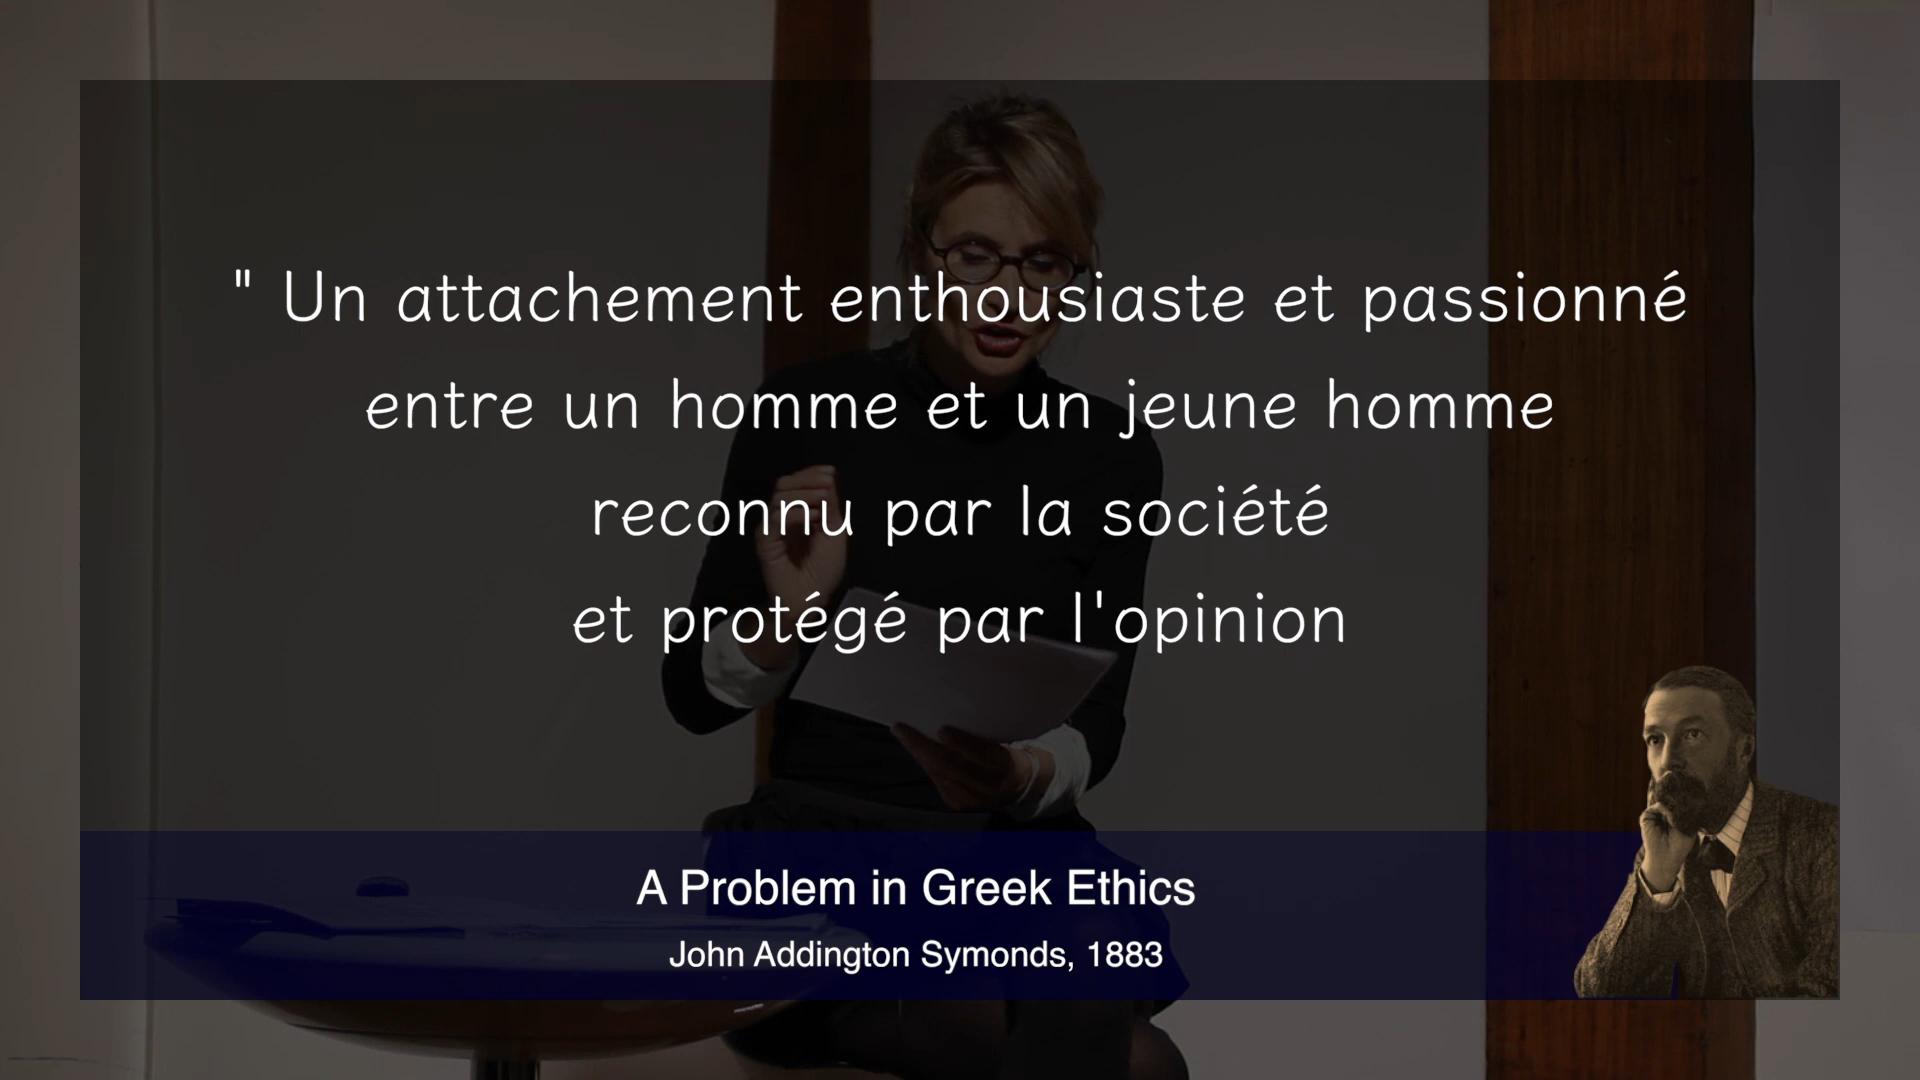 " Un attachement enthousiaste et passionné
entre un homme et un jeune homme
reconnu par la société
et protégé par l'opinion
A Problem in Greek Ethics
John Addington Symonds, 1883